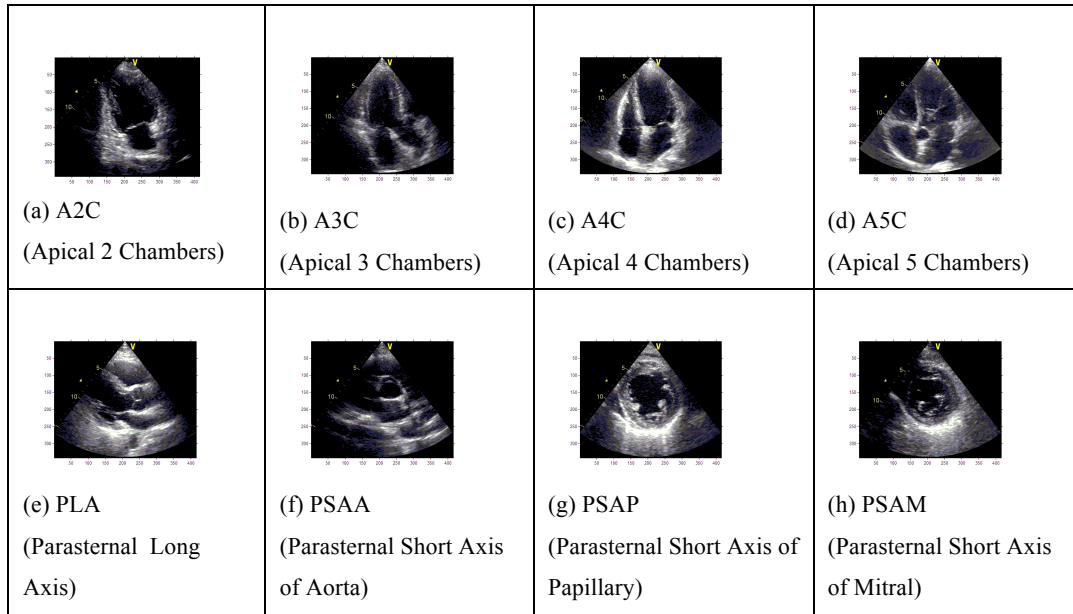 (a) A2C
(Apical 2 Chambers)
(b) A3C
(Apical 3 Chambers)
(c) A4C
(Apical 4 Chambers)
(d) A5C
(Apical 5 Chambers)
(e) PLA
(Parasternal Long
Axis)
(f) PSAA
(Parasternal Short Axis
of Aorta)
(g) PSAP
(Parasternal Short Axis of
Papillary)
(h) PSAM
(Parasternal Short Axis
of Mitral)